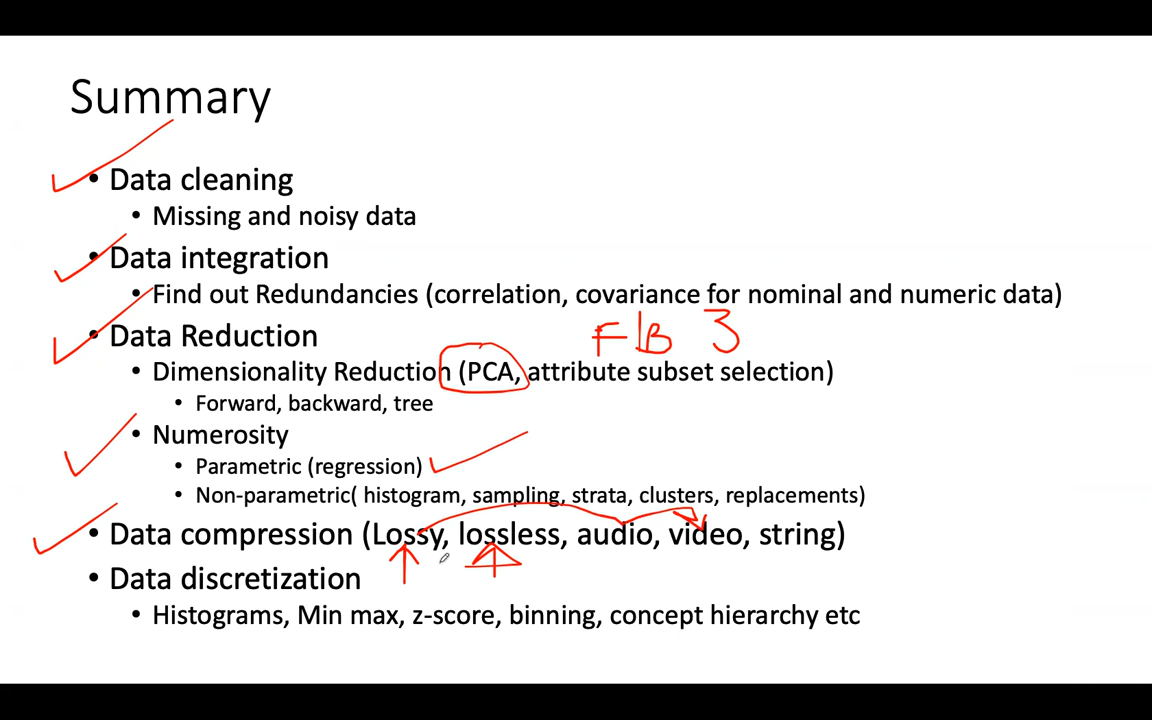 Summary
• Data cleaning
• Missing and noisy data
• Data integration
• Find out Redundancies (correlation, covariance for nominal and numeric data)
• Data Reduction
F|B 3
• Dimensionality Reduction (PCA, attribute subset selection)
• Forward, backward, tree
• Numerosity
• Parametric (regression)
• Non-parametric( histogram, sampling, strata, clusters, replacements)
• Data compression (Lossy, lossless, audio, video, string)
• Data discretization
• Histograms, Min max, z-score, binning, concept hierarchy etc